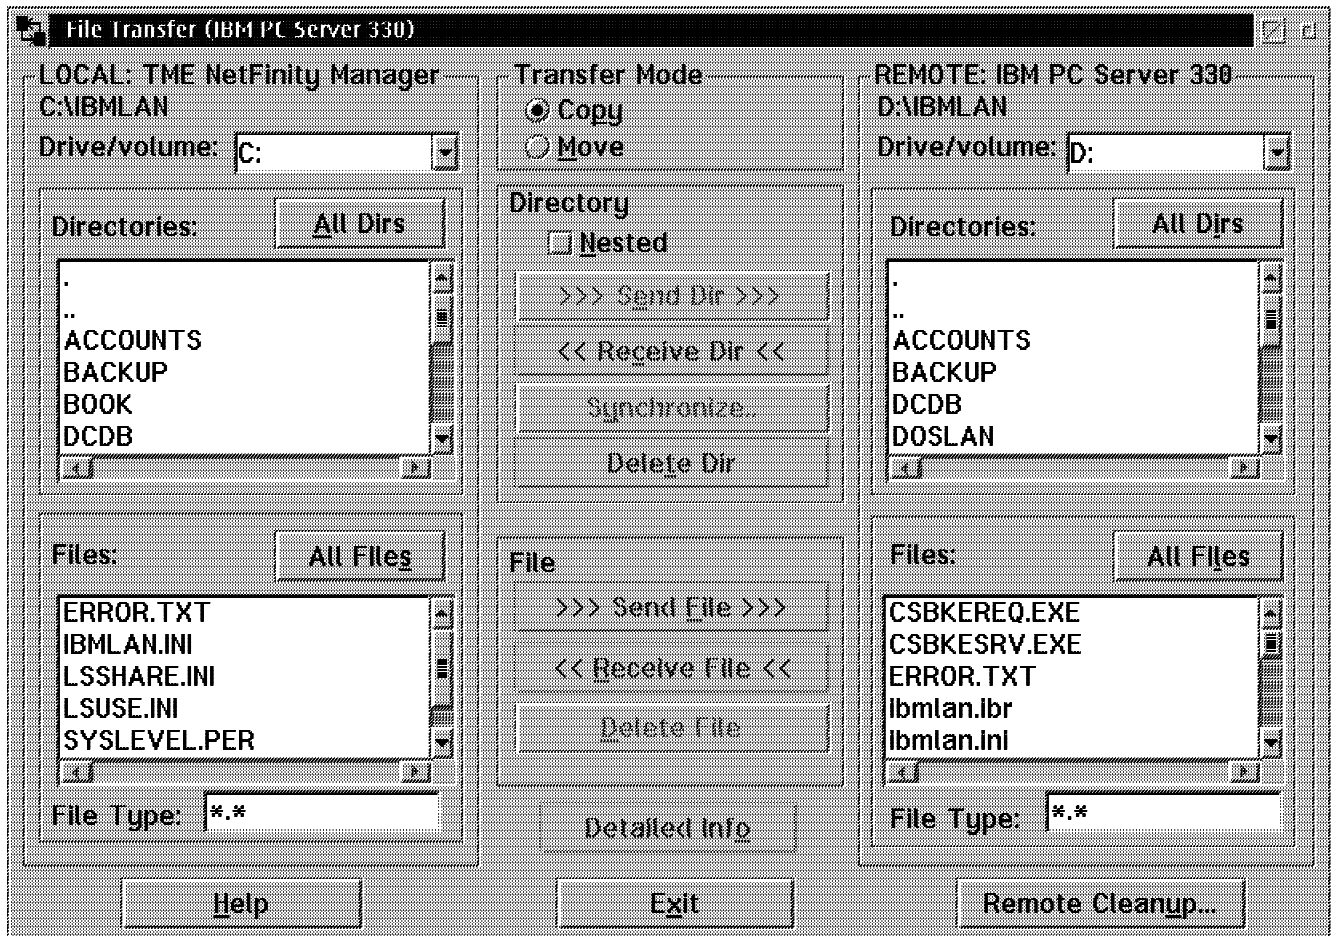 File Transfer (IBM PC Server 330)
LOCAL: TME NetFinity Manager
C:\IBMLAN
Drive/volume: C:
Directories: All Dirs
.
..
ACCOUNTS
BACKUP
BOOK
DCDB
Files: All Files
ERROR.TXT
IBMLAN.INI
LSSHARE.INI
LSUSE.INI
SYSLEVEL.PER
File Type: *.*
Transfer Mode
Copy
Move
Directory
Nested
>>> Send Dir >>>
<< Receive Dir <<
Synchronize..
Delete Dir
File
>>> Send File >>>
<< Receive File <<
Delete File
Detailed Info
REMOTE: IBM PC Server 330
D:\IBMLAN
Drive/volume: D:
Directories: All Dirs
.
..
ACCOUNTS
BACKUP
DCDB
DOSLAN
Files: All Files
CSBKEREQ.EXE
CSBKESRV.EXE
ERROR.TXT
ibmlan.ibr
ibmlan.ini
File Type: *.*
Help
Exit
Remote Cleanup...